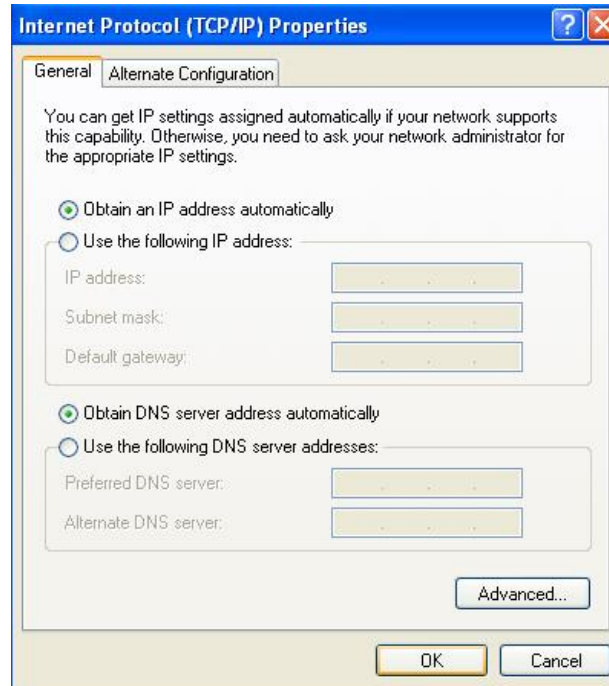 Internet Protocol (TCP/IP) Properties
General
Alternate Configuration
You can get IP settings assigned automatically if your network supports
this capability. Otherwise, you need to ask your network administrator for
the appropriate IP settings.
Obtain an IP address automatically
Use the following IP address:
IP address:
Subnet mask:
Default gateway:
Obtain DNS server address automatically
Use the following DNS server addresses:
Preferred DNS server:
Alternate DNS server:
Advanced...
OK
Cancel